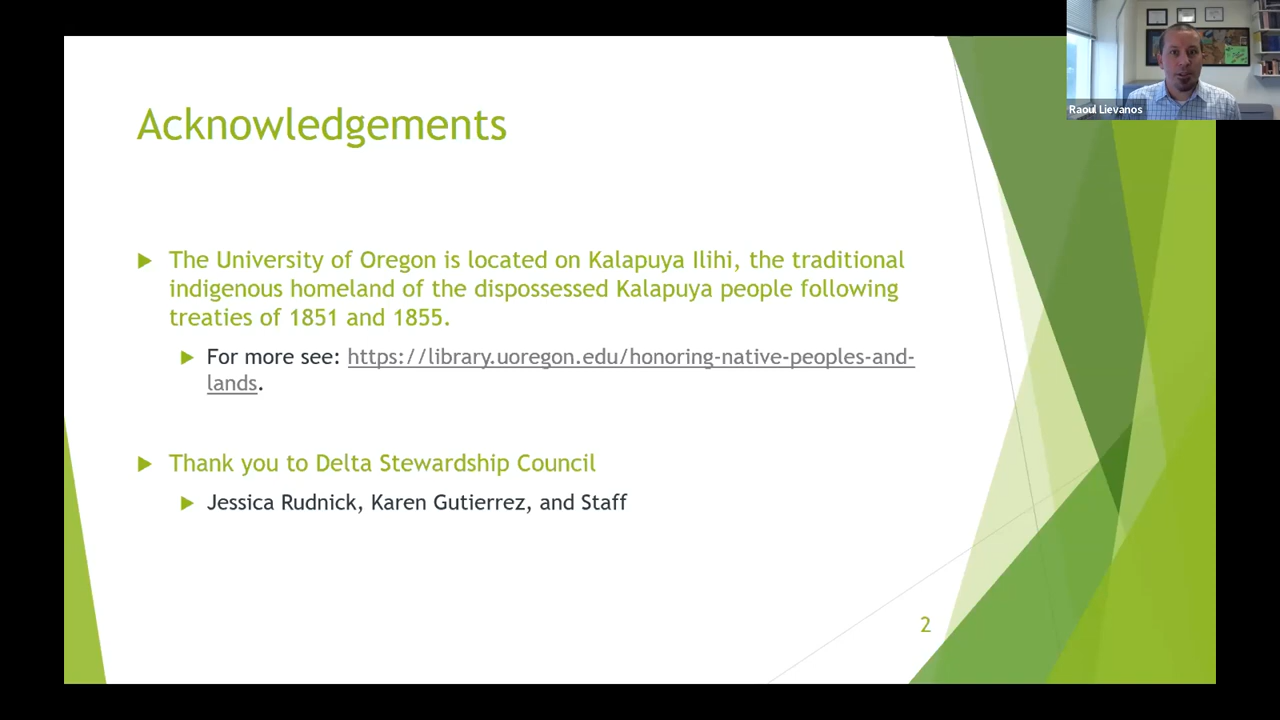 Raoul Lievanos
Acknowledgements
The University of Oregon is located on Kalapuya Ilihi, the traditional
indigenous homeland of the dispossessed Kalapuya people following
treaties of 1851 and 1855.
For more see: https://library.uoregon.edu/honoring-native-peoples-and-
lands.
Thank you to Delta Stewardship Council
Jessica Rudnick, Karen Gutierrez, and Staff
2